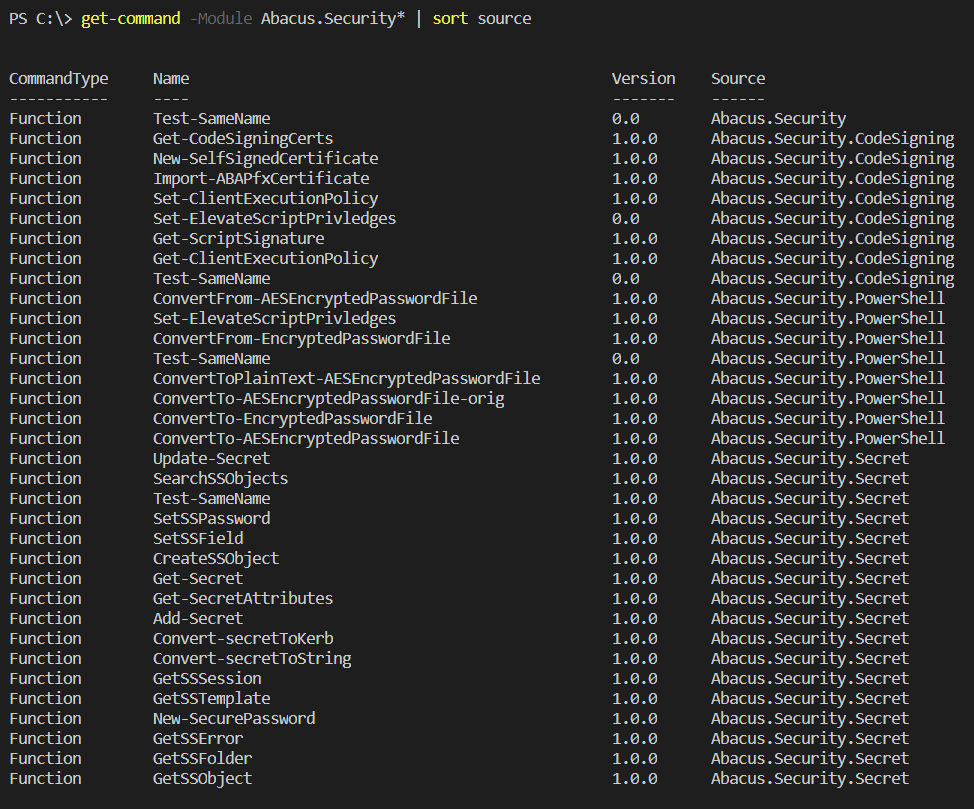 PS C:\> get-command -Module Abacus.Security* | sort source
CommandType Name Version Source
----------- ---- ------- ------
Function Test-SameName 0.0 Abacus.Security
Function Get-CodeSigningCerts 1.0.0 Abacus.Security.CodeSigning
Function New-SelfSignedCertificate 1.0.0 Abacus.Security.CodeSigning
Function Import-ABAPfxCertificate 1.0.0 Abacus.Security.CodeSigning
Function Set-ClientExecutionPolicy 1.0.0 Abacus.Security.CodeSigning
Function Set-ElevateScriptPrivledges 0.0 Abacus.Security.CodeSigning
Function Get-ScriptSignature 1.0.0 Abacus.Security.CodeSigning
Function Get-ClientExecutionPolicy 1.0.0 Abacus.Security.CodeSigning
Function Test-SameName 0.0 Abacus.Security.CodeSigning
Function ConvertFrom-AESEncryptedPasswordFile 1.0.0 Abacus.Security.PowerShell
Function Set-ElevateScriptPrivledges 1.0.0 Abacus.Security.PowerShell
Function ConvertFrom-EncryptedPasswordFile 1.0.0 Abacus.Security.PowerShell
Function Test-SameName 0.0 Abacus.Security.PowerShell
Function ConvertToPlainText-AESEncryptedPasswordFile 1.0.0 Abacus.Security.PowerShell
Function ConvertTo-AESEncryptedPasswordFile-orig 1.0.0 Abacus.Security.PowerShell
Function ConvertTo-EncryptedPasswordFile 1.0.0 Abacus.Security.PowerShell
Function ConvertTo-AESEncryptedPasswordFile 1.0.0 Abacus.Security.PowerShell
Function Update-Secret 1.0.0 Abacus.Security.Secret
Function SearchSSObjects 1.0.0 Abacus.Security.Secret
Function Test-SameName 1.0.0 Abacus.Security.Secret
Function SetSSPassword 1.0.0 Abacus.Security.Secret
Function SetSSField 1.0.0 Abacus.Security.Secret
Function CreateSSObject 1.0.0 Abacus.Security.Secret
Function Get-Secret 1.0.0 Abacus.Security.Secret
Function Get-SecretAttributes 1.0.0 Abacus.Security.Secret
Function Add-Secret 1.0.0 Abacus.Security.Secret
Function Convert-secretToKerb 1.0.0 Abacus.Security.Secret
Function Convert-secretToString 1.0.0 Abacus.Security.Secret
Function GetSSSession 1.0.0 Abacus.Security.Secret
Function GetSSTemplate 1.0.0 Abacus.Security.Secret
Function New-SecurePassword 1.0.0 Abacus.Security.Secret
Function GetSSError 1.0.0 Abacus.Security.Secret
Function GetSSFolder 1.0.0 Abacus.Security.Secret
Function GetSSObject 1.0.0 Abacus.Security.Secret